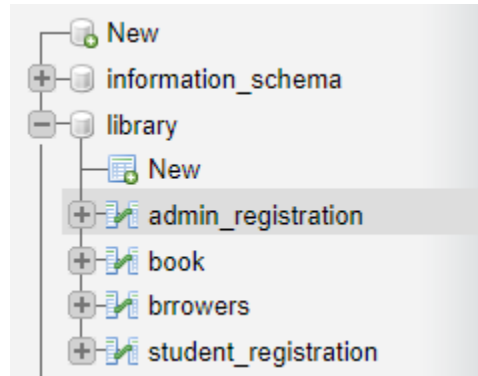 New
information_schema
library
New
admin_registration
book
brrowers
student_registration